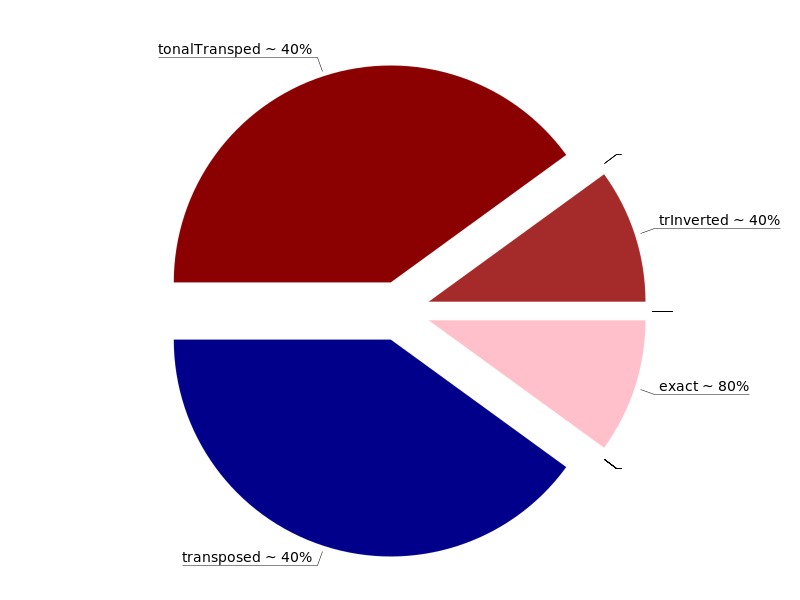 tonalTransped ~ 40%
trInverted ~ 40%
exact ~ 80%
transposed ~ 40%